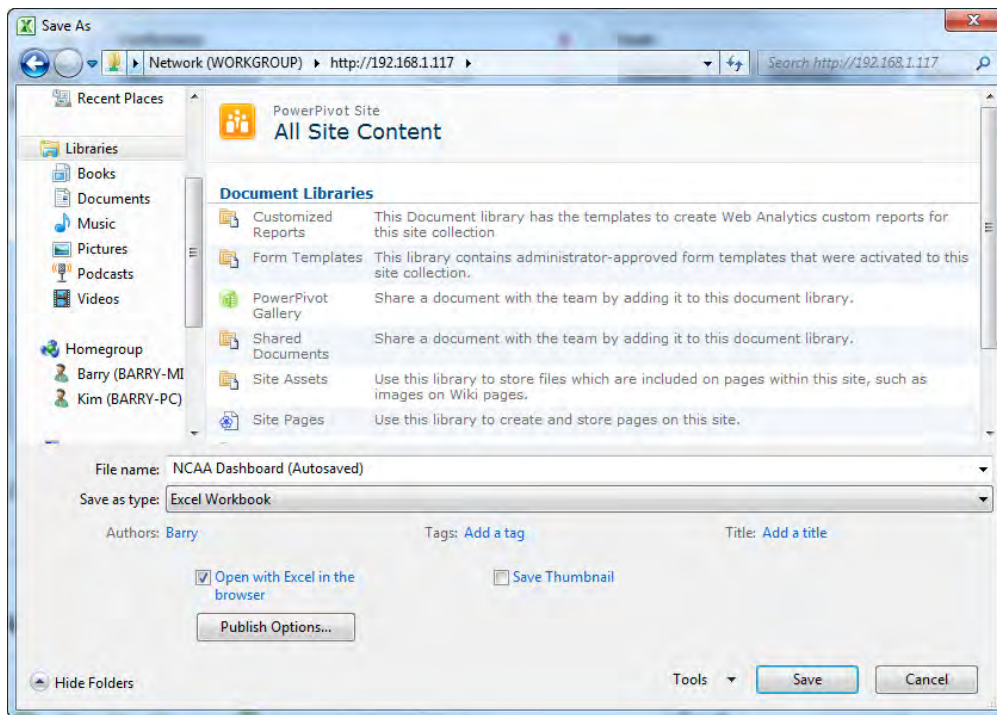 Save As
Network (WORKGROUP) http://192.168.1.117
Search http://192.168.1.117
Recent Places
Libraries
Books
Documents
Music
Pictures
Podcasts
Videos
Homegroup
Barry (BARRY-MI
Kim (BARRY-PC)
PowerPivot Site
All Site Content
Document Libraries
Customized Reports This Document library has the templates to create Web Analytics custom reports for
this site collection
Form Templates This library contains administrator-approved form templates that were activated to this
site collection.
PowerPivot Gallery Share a document with the team by adding it to this document library.
Shared Documents Share a document with the team by adding it to this document library.
Site Assets Use this library to store files which are included on pages within this site, such as
images on Wiki pages.
Site Pages Use this library to create and store pages on this site.
File name: NCAA Dashboard (Autosaved)
Save as type: Excel Workbook
Authors: Barry Tags: Add a tag Title: Add a title
Open with Excel in the
browser
Save Thumbnail
Publish Options...
Hide Folders
Tools Save Cancel